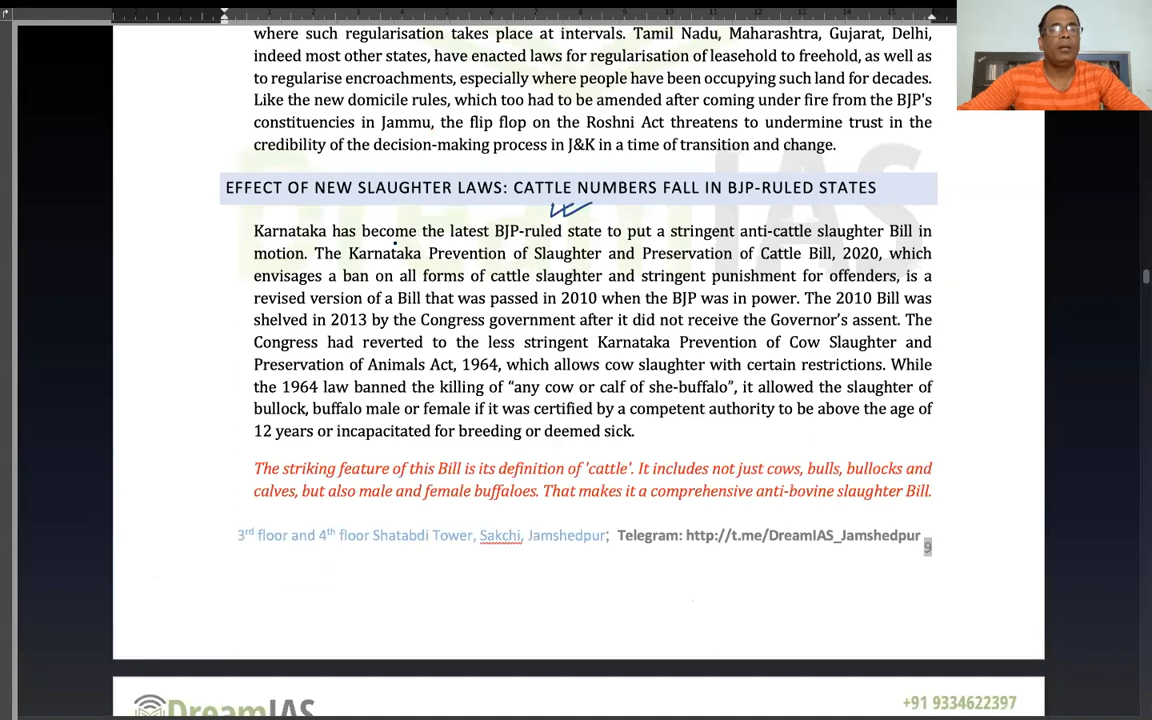 where such regularisation takes place at intervals. Tamil Nadu, Maharashtra, Gujarat, Delhi,
indeed most other states, have enacted laws for regularisation of leasehold to freehold, as well as
to regularise encroachments, especially where people have been occupying such land for decades.
Like the new domicile rules, which too had to be amended after coming under fire from the BJP's
constituencies in Jammu, the flip flop on the Roshni Act threatens to undermine trust in the
credibility of the decision-making process in J&K in a time of transition and change.
EFFECT OF NEW SLAUGHTER LAWS: CATTLE NUMBERS FALL IN BJP-RULED STATES
Karnataka has become the latest BJP-ruled state to put a stringent anti-cattle slaughter Bill in
motion. The Karnataka Prevention of Slaughter and Preservation of Cattle Bill, 2020, which
envisages a ban on all forms of cattle slaughter and stringent punishment for offenders, is a
revised version of a Bill that was passed in 2010 when the BJP was in power. The 2010 Bill was
shelved in 2013 by the Congress government after it did not receive the Governor’s assent. The
Congress had reverted to the less stringent Karnataka Prevention of Cow Slaughter and
Preservation of Animals Act, 1964, which allows cow slaughter with certain restrictions. While
the 1964 law banned the killing of “any cow or calf of she-buffalo”, it allowed the slaughter of
bullock, buffalo male or female if it was certified by a competent authority to be above the age of
12 years or incapacitated for breeding or deemed sick.
The striking feature of this Bill is its definition of 'cattle'. It includes not just cows, bulls, bullocks and
calves, but also male and female buffaloes. That makes it a comprehensive anti-bovine slaughter Bill.
3rd floor and 4th floor Shatabdi Tower, Sakchi, Jamshedpur; Telegram: http://t.me/DreamIAS_Jamshedpur
9
DreamIAS
+91 9334622397